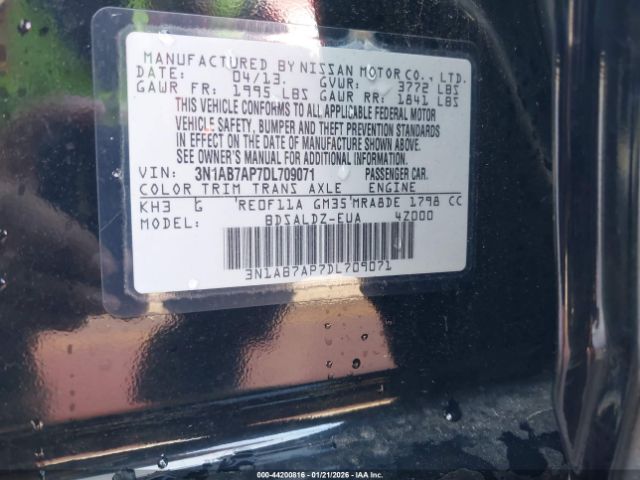 MANUFACTURED BY NISSAN MOTOR CO., LTD.
DATE: 04/13. GVWR: 3772 LBS
GAWR FR: 1995 LBS GAWR RR: 1841 LBS
THIS VEHICLE CONFORMS TO ALL APPLICABLE FEDERAL MOTOR
VEHICLE SAFETY, BUMPER AND THEFT PREVENTION STANDARDS
IN EFFECT ON THE DATE OF MANUFACTURE SHOWN ABOVE.
SEE OWNER'S MANUAL FOR ADDITIONAL INFORMATION.
VIN: 3N1AB7AP7DL709071 PASSENGER CAR.
COLOR TRIM TRANS AXLE ENGINE
KH3 G RE0F11A GM35 MRA8DE 1798 CC
MODEL: BDSALDZ-EUA 4Z000
3N1AB7AP7DL709071
000-44200816 - 01/21/2026 - IAA